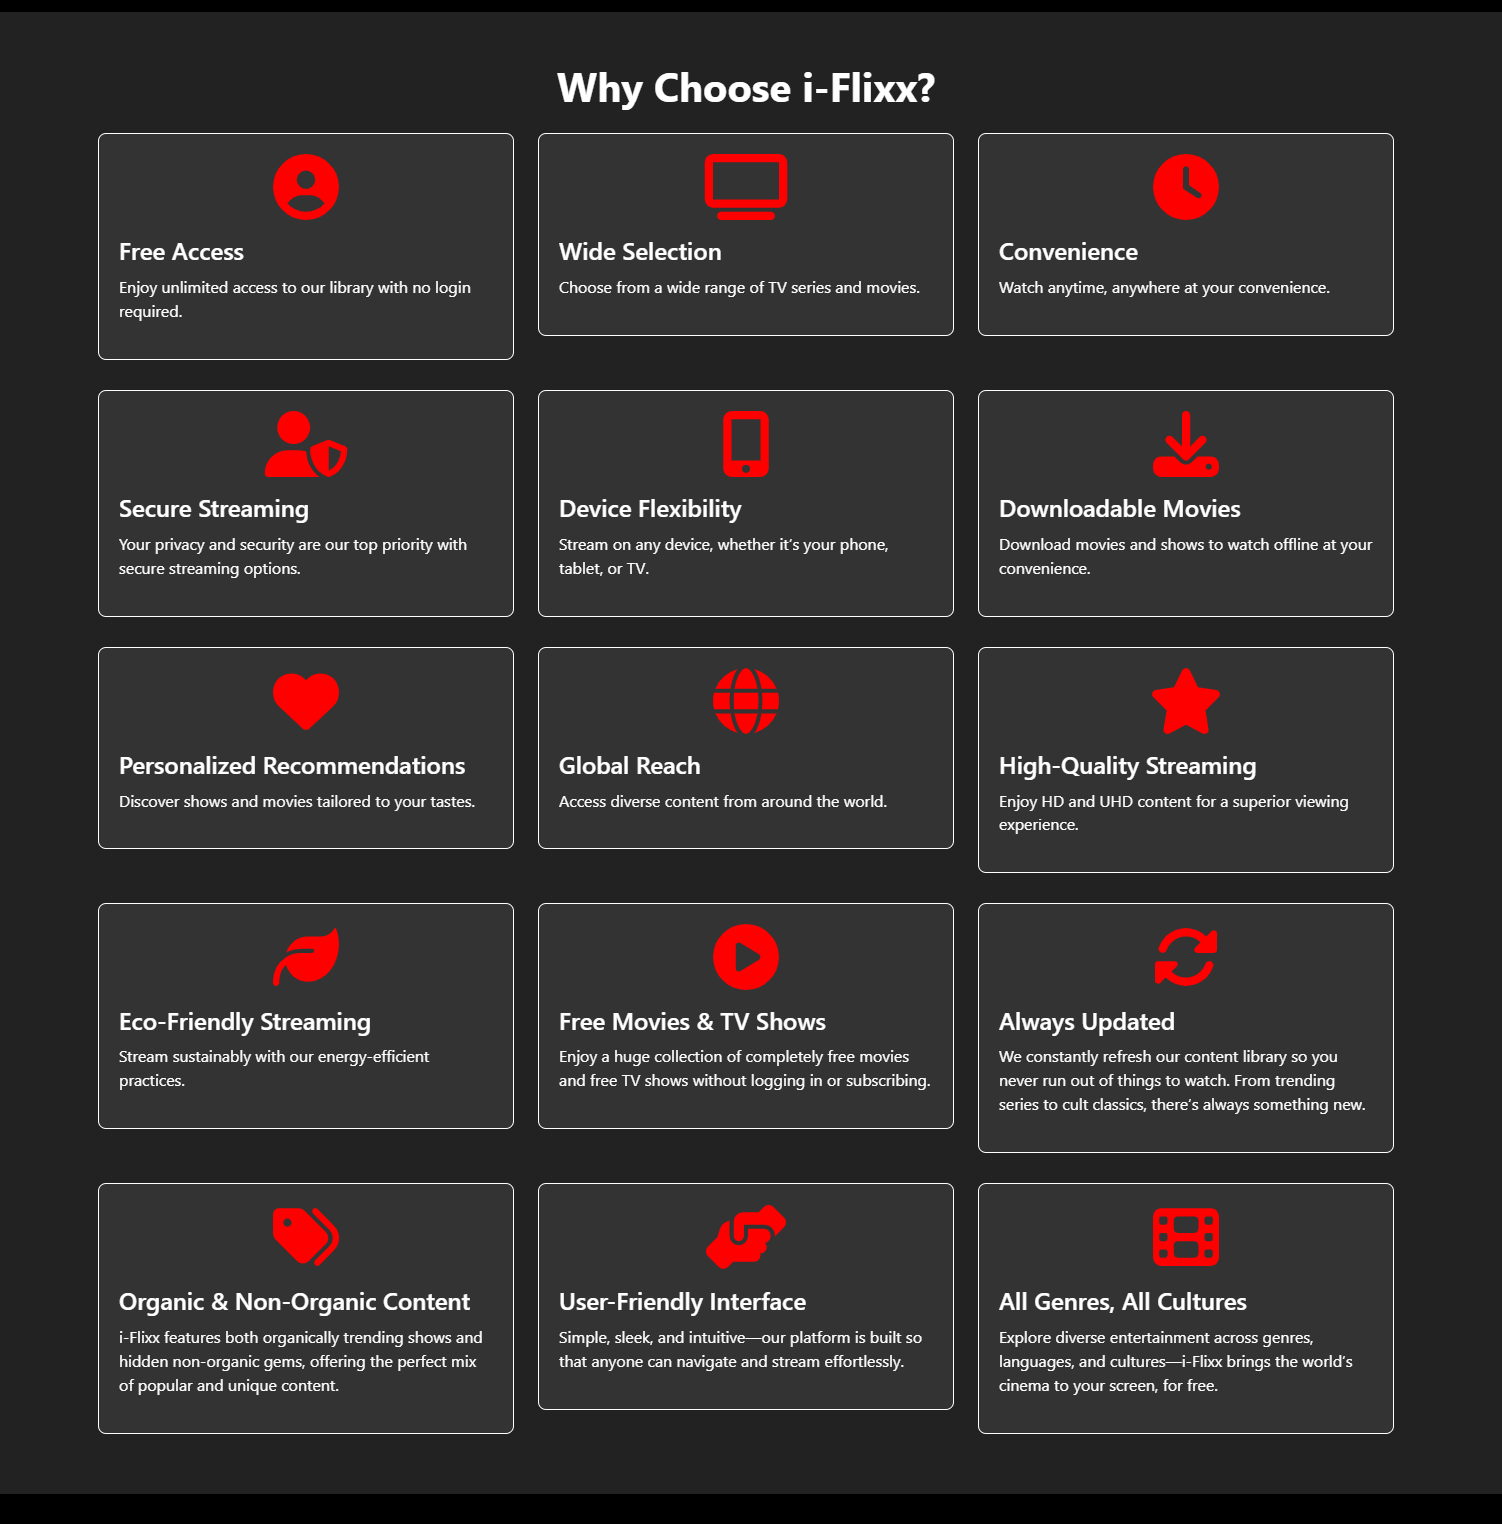 Why Choose i-Flixx?
Free Access
Enjoy unlimited access to our library with no login
required.
Wide Selection
Choose from a wide range of TV series and movies.
Convenience
Watch anytime, anywhere at your convenience.
Secure Streaming
Your privacy and security are our top priority with
secure streaming options.
Device Flexibility
Stream on any device, whether it’s your phone,
tablet, or TV.
Downloadable Movies
Download movies and shows to watch offline at your
convenience.
Personalized Recommendations
Discover shows and movies tailored to your tastes.
Global Reach
Access diverse content from around the world.
High-Quality Streaming
Enjoy HD and UHD content for a superior viewing
experience.
Eco-Friendly Streaming
Stream sustainably with our energy-efficient
practices.
Free Movies & TV Shows
Enjoy a huge collection of completely free movies
and free TV shows without logging in or subscribing.
Always Updated
We constantly refresh our content library so you
never run out of things to watch. From trending
series to cult classics, there’s always something new.
Organic & Non-Organic Content
i-Flixx features both organically trending shows and
hidden non-organic gems, offering the perfect mix
of popular and unique content.
User-Friendly Interface
Simple, sleek, and intuitive—our platform is built so
that anyone can navigate and stream effortlessly.
All Genres, All Cultures
Explore diverse entertainment across genres,
languages, and cultures—i-Flixx brings the world’s
cinema to your screen, for free.